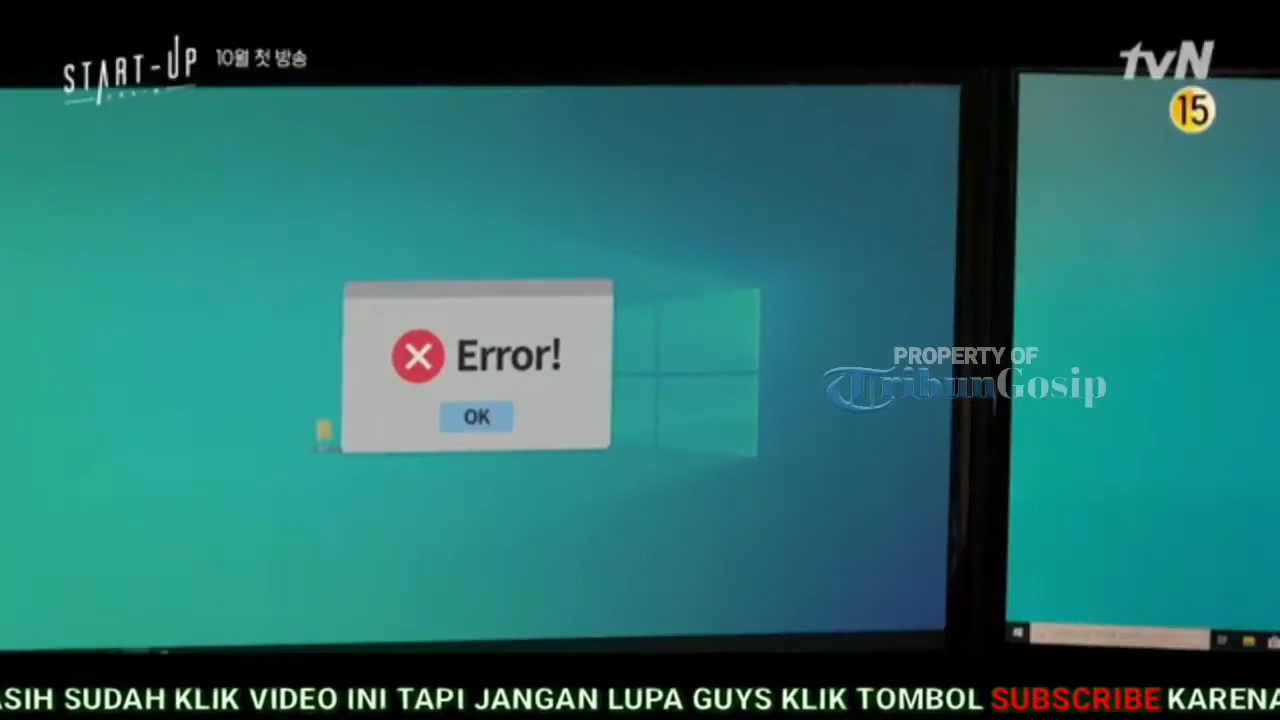 START-UP 10월 첫 방송
tvN
15
Error!
OK
PROPERTY OF
TribunGosip
ASIH SUDAH KLIK VIDEO INI TAPI JANGAN LUPA GUYS KLIK TOMBOL SUBSCRIBE KARENA